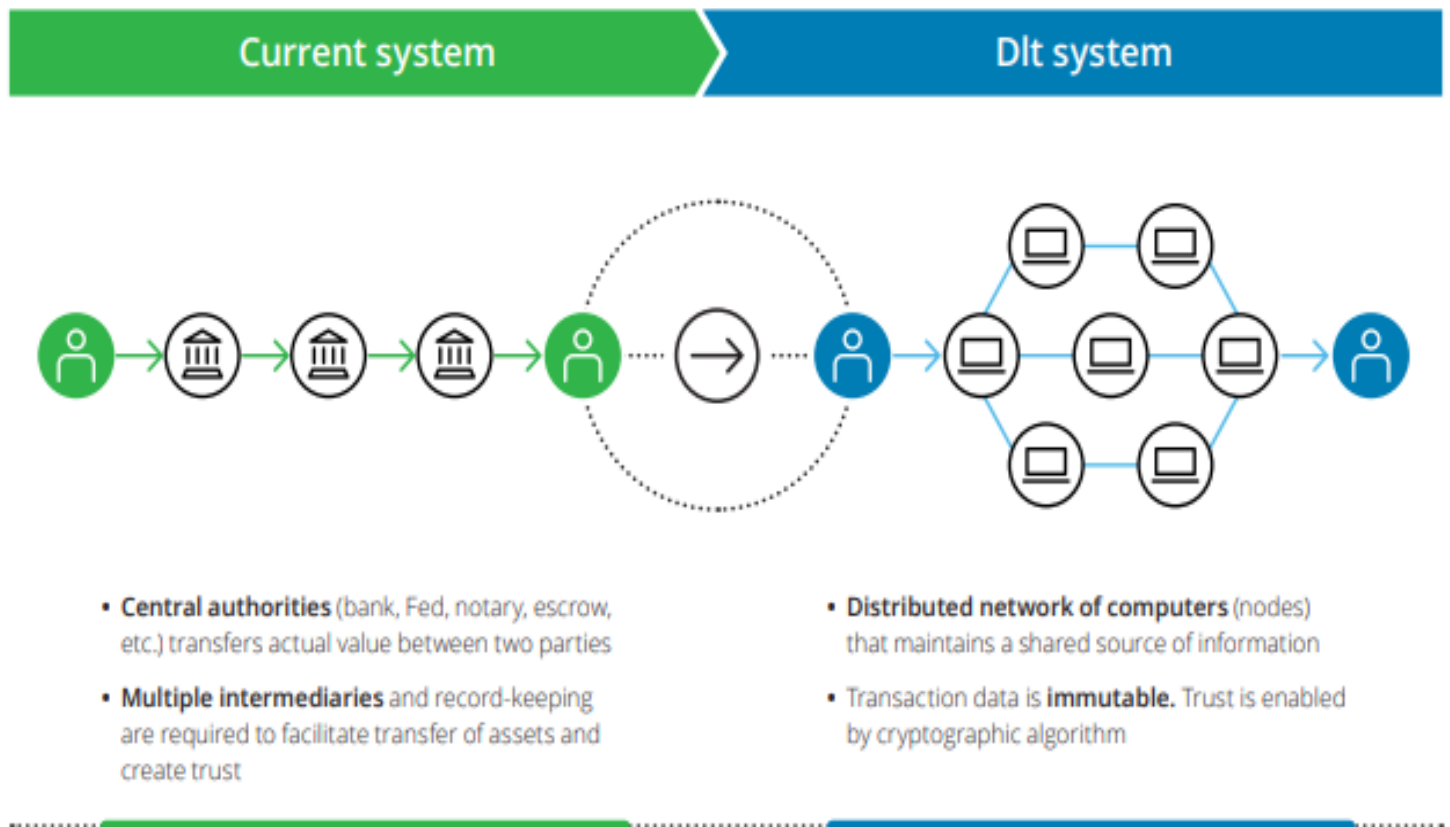 Current system
Dlt system
• Central authorities (bank, Fed, notary, escrow,
etc.) transfers actual value between two parties
• Multiple intermediaries and record-keeping
are required to facilitate transfer of assets and
create trust
• Distributed network of computers (nodes)
that maintains a shared source of information
• Transaction data is immutable. Trust is enabled
by cryptographic algorithm